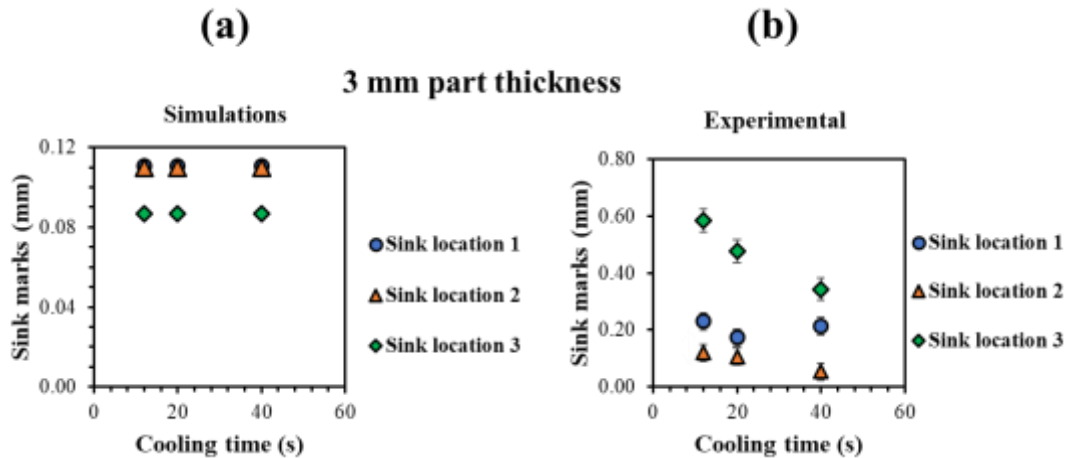 (a)
(b)
3 mm part thickness
Simulations
Sink marks (mm)
0.12
0.08
0.04
0.00
0
20
40
60
Cooling time (s)
Sink location 1
Sink location 2
Sink location 3
Experimental
Sink marks (mm)
0.80
0.60
0.40
0.20
0.00
0
20
40
60
Cooling time (s)
Sink location 1
Sink location 2
Sink location 3